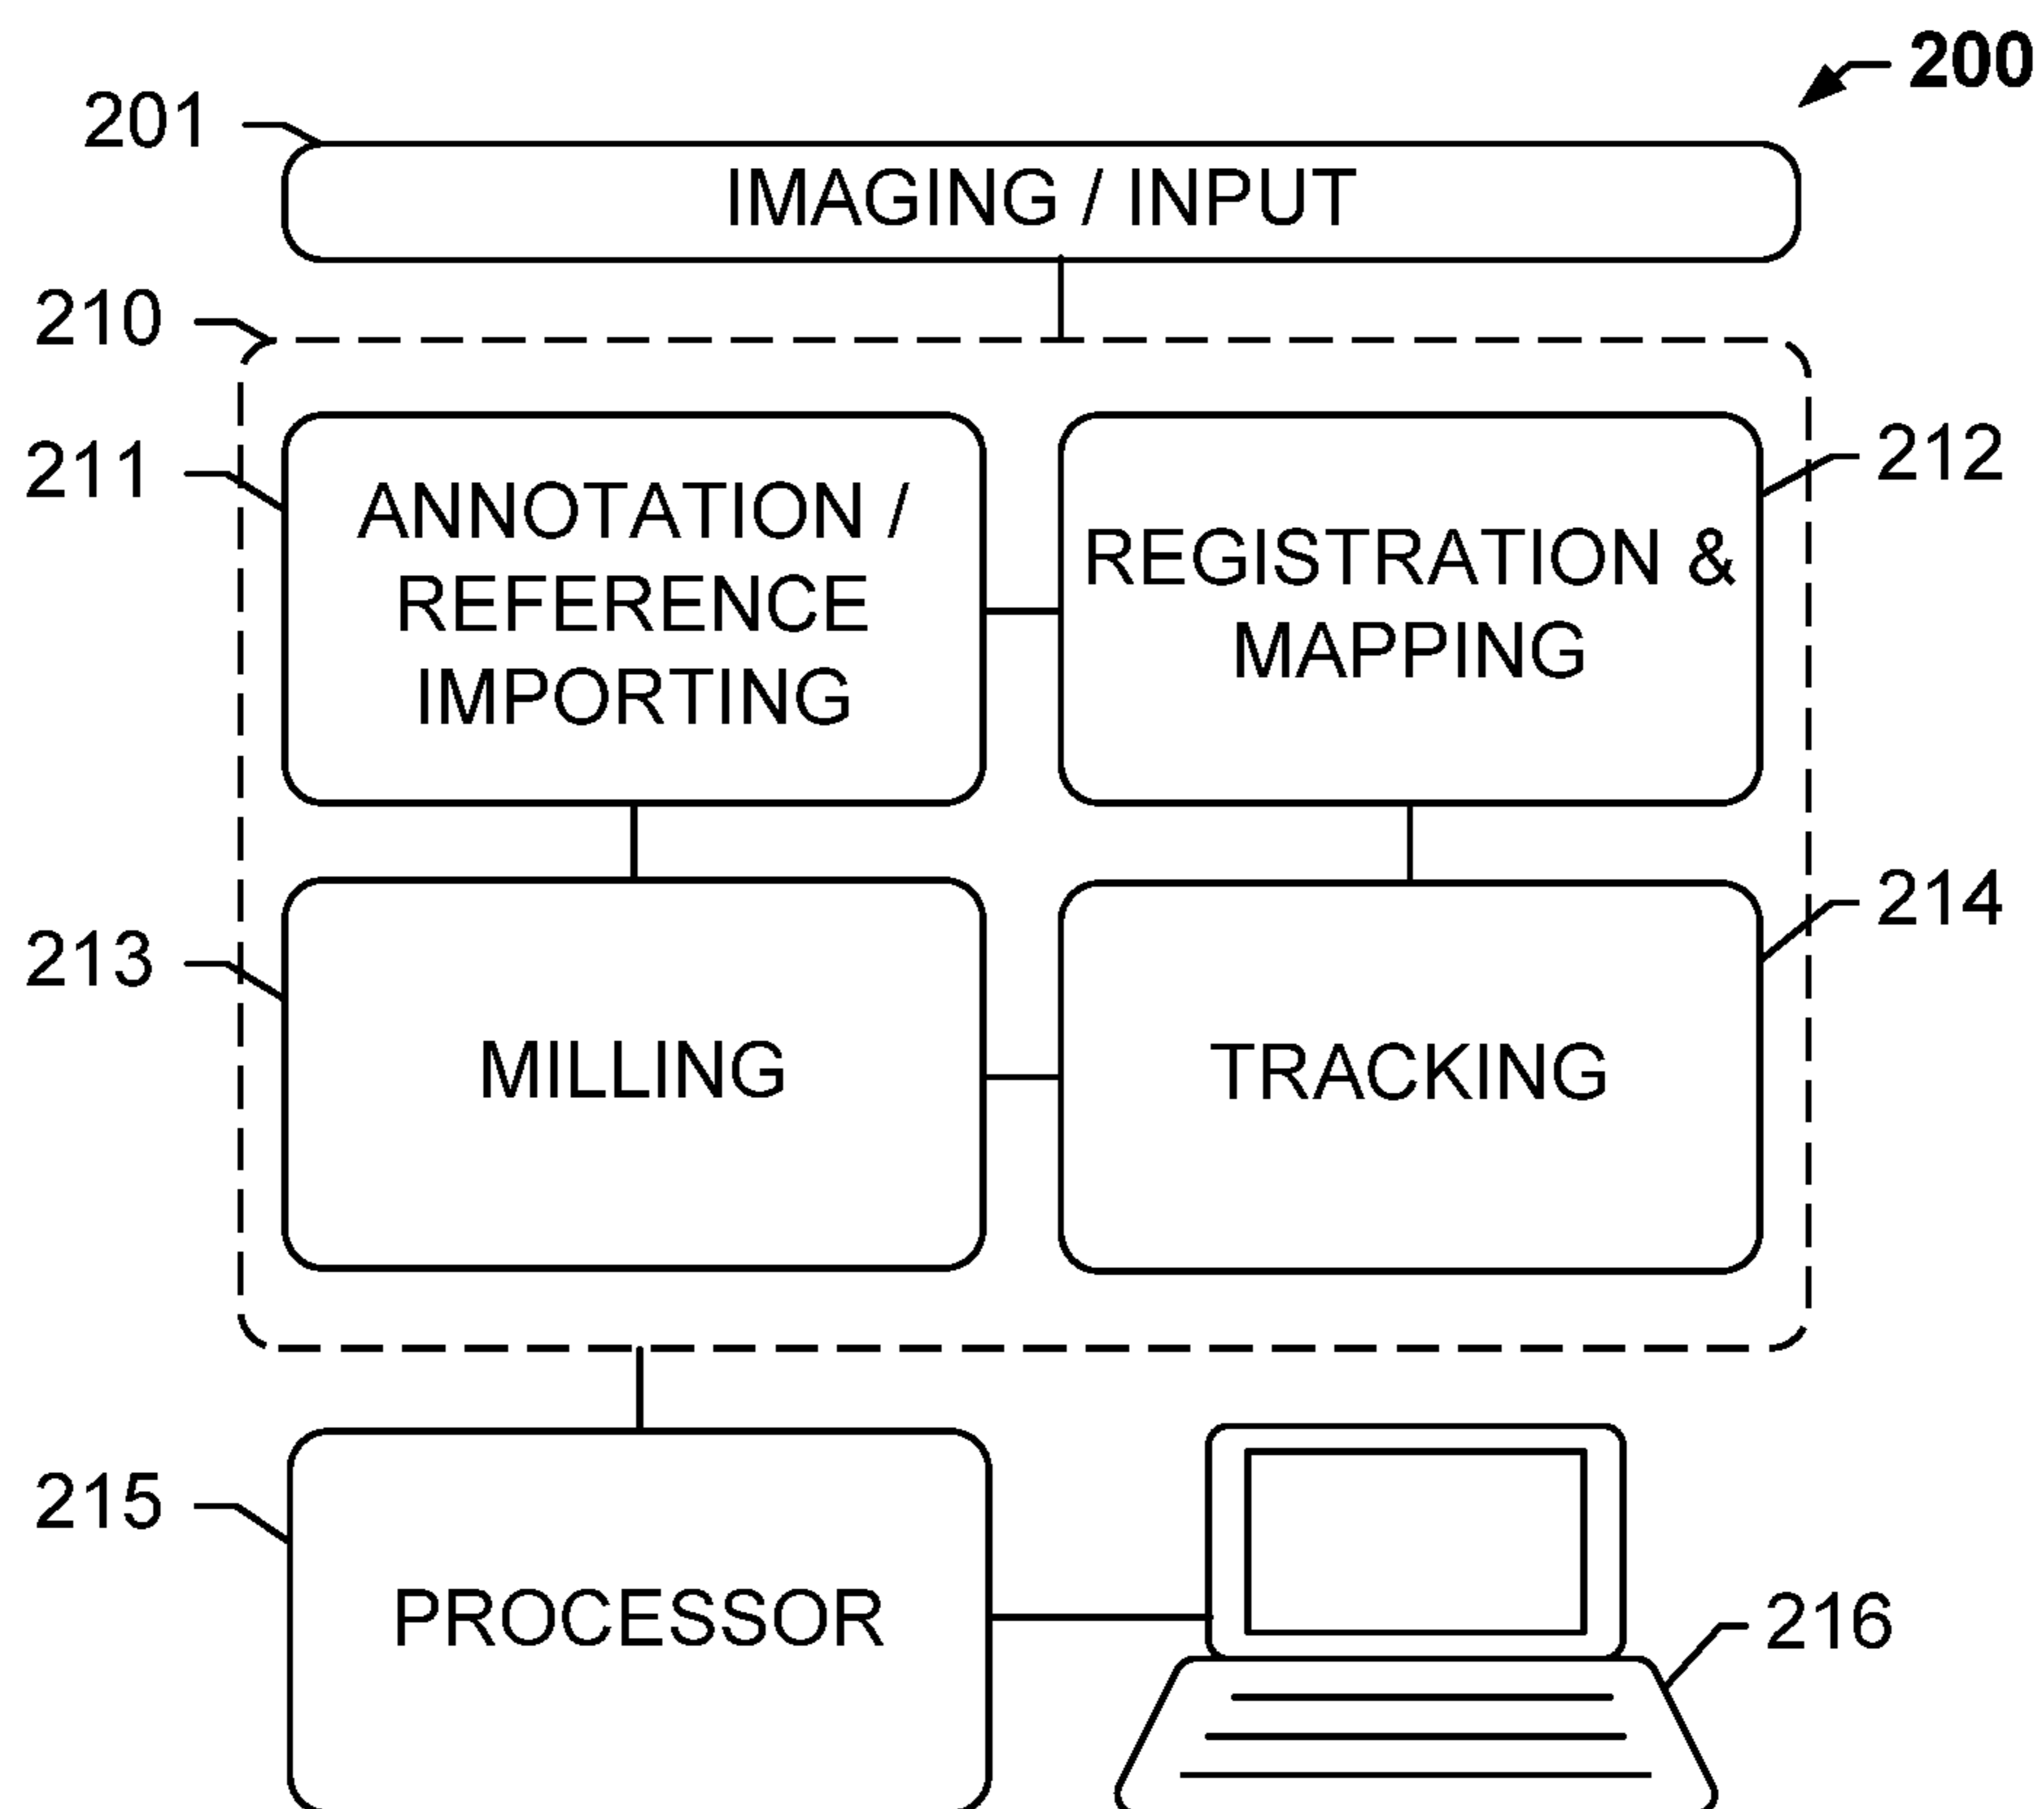 200
201
IMAGING / INPUT
210
211
ANNOTATION /
REFERENCE
IMPORTING
REGISTRATION &
MAPPING
212
213
MILLING
TRACKING
214
215
PROCESSOR
216